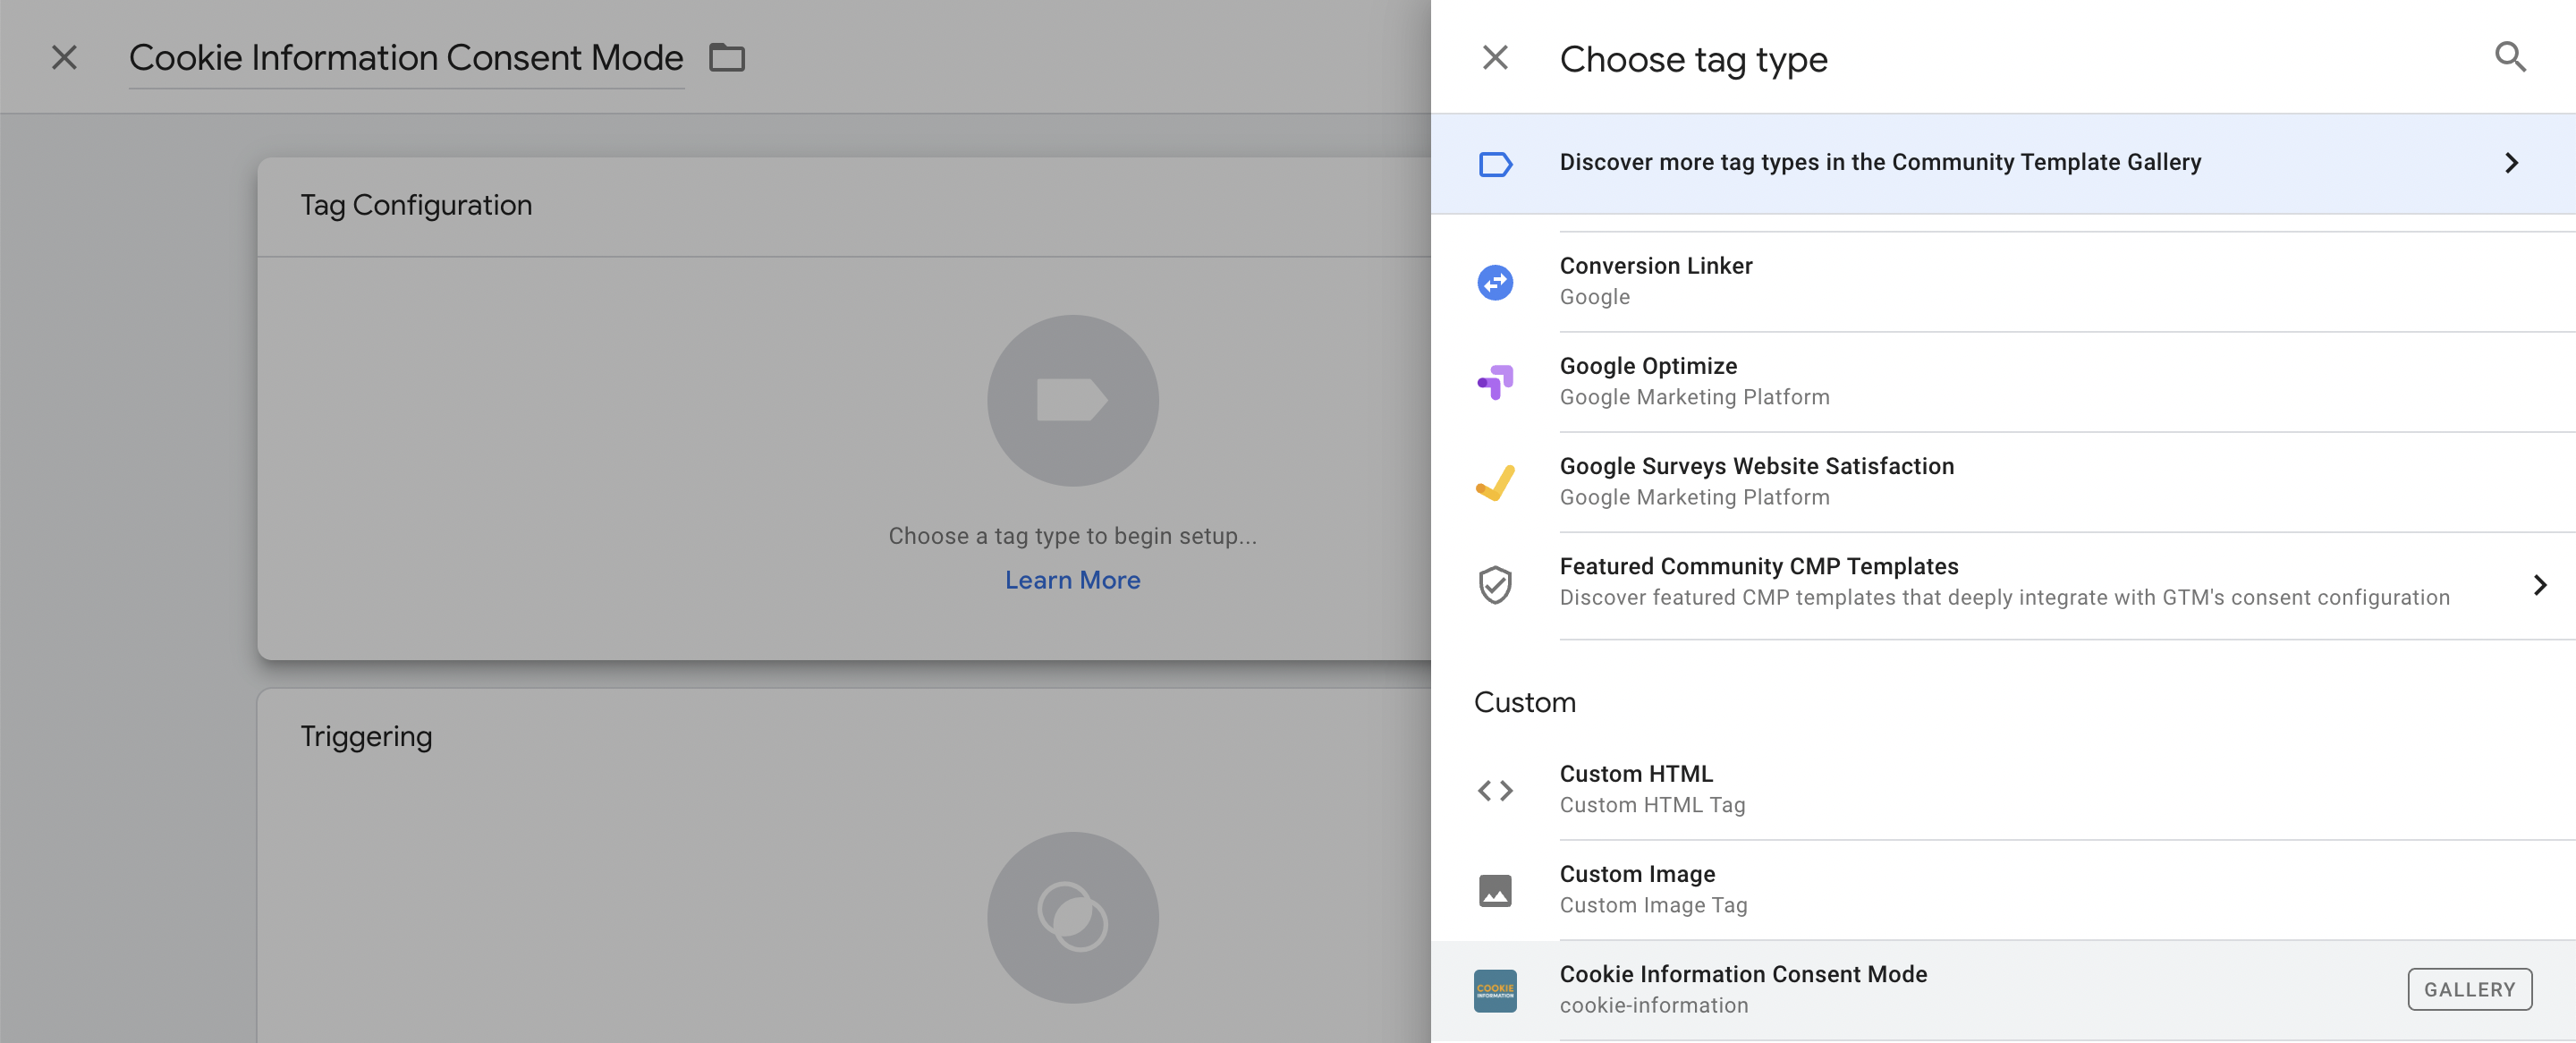 Cookie Information Consent Mode
Tag Configuration
Choose a tag type to begin setup...
Learn More
Triggering
Choose tag type
Discover more tag types in the Community Template Gallery
Conversion Linker
Google
Google Optimize
Google Marketing Platform
Google Surveys Website Satisfaction
Google Marketing Platform
Featured Community CMP Templates
Discover featured CMP templates that deeply integrate with GTM's consent configuration
Custom
Custom HTML
Custom HTML Tag
Custom Image
Custom Image Tag
COOKIE
INFORMATION
Cookie Information Consent Mode
cookie-information
GALLERY